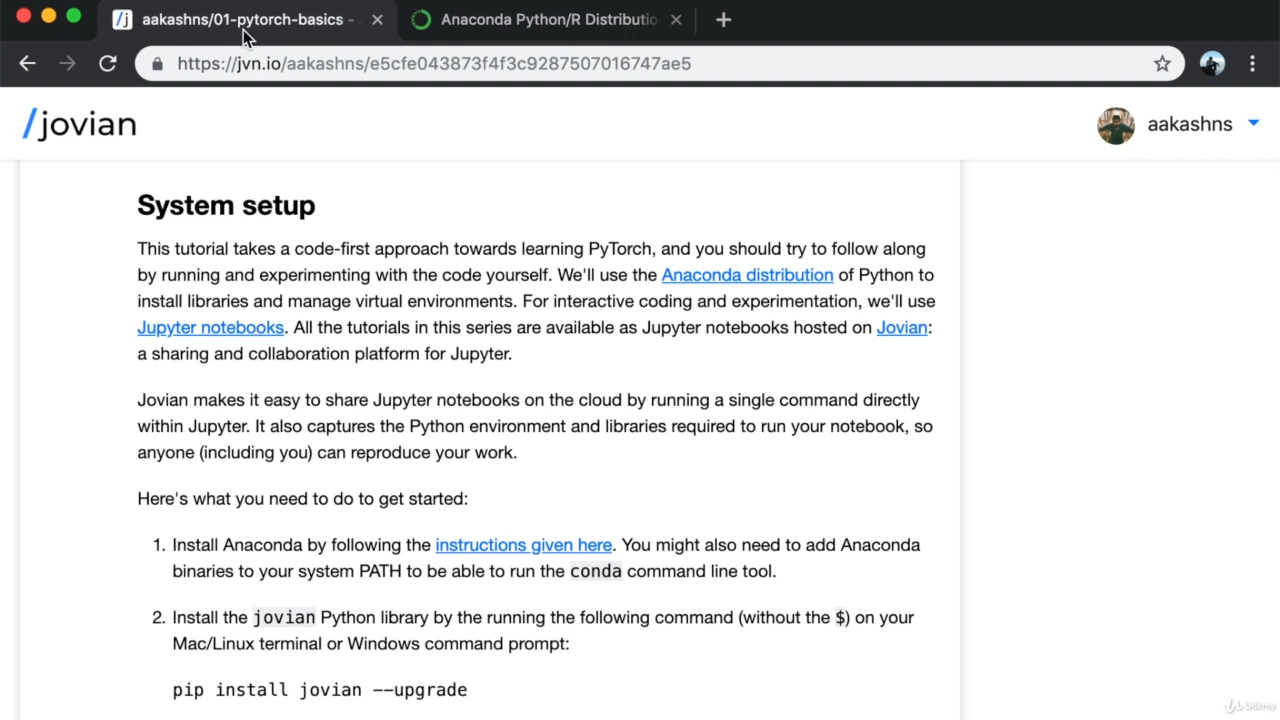 aakashns/01-pytorch-basics -
Anaconda Python/R Distributio
https://jvn.io/aakashns/e5cfe043873f4f3c9287507016747ae5
/jovian
aakashns
System setup
This tutorial takes a code-first approach towards learning PyTorch, and you should try to follow along
by running and experimenting with the code yourself. We'll use the Anaconda distribution of Python to
install libraries and manage virtual environments. For interactive coding and experimentation, we'll use
Jupyter notebooks. All the tutorials in this series are available as Jupyter notebooks hosted on Jovian:
a sharing and collaboration platform for Jupyter.
Jovian makes it easy to share Jupyter notebooks on the cloud by running a single command directly
within Jupyter. It also captures the Python environment and libraries required to run your notebook, so
anyone (including you) can reproduce your work.
Here's what you need to do to get started:
1. Install Anaconda by following the instructions given here. You might also need to add Anaconda
binaries to your system PATH to be able to run the conda command line tool.
2. Install the jovian Python library by the running the following command (without the $) on your
Mac/Linux terminal or Windows command prompt:
pip install jovian --upgrade
Udemy